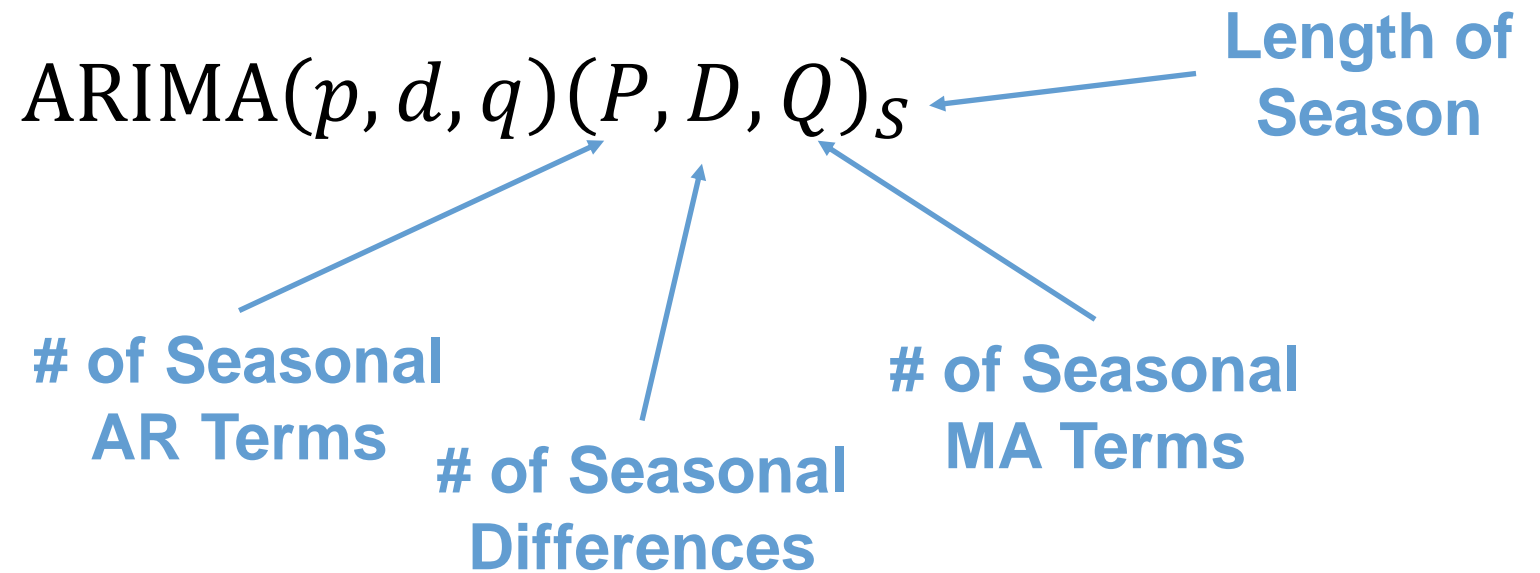 Length of
Season
ARIMA(p, d, q)(P, D, Q)S
# of Seasonal
AR Terms
# of Seasonal
Differences
# of Seasonal
MA Terms